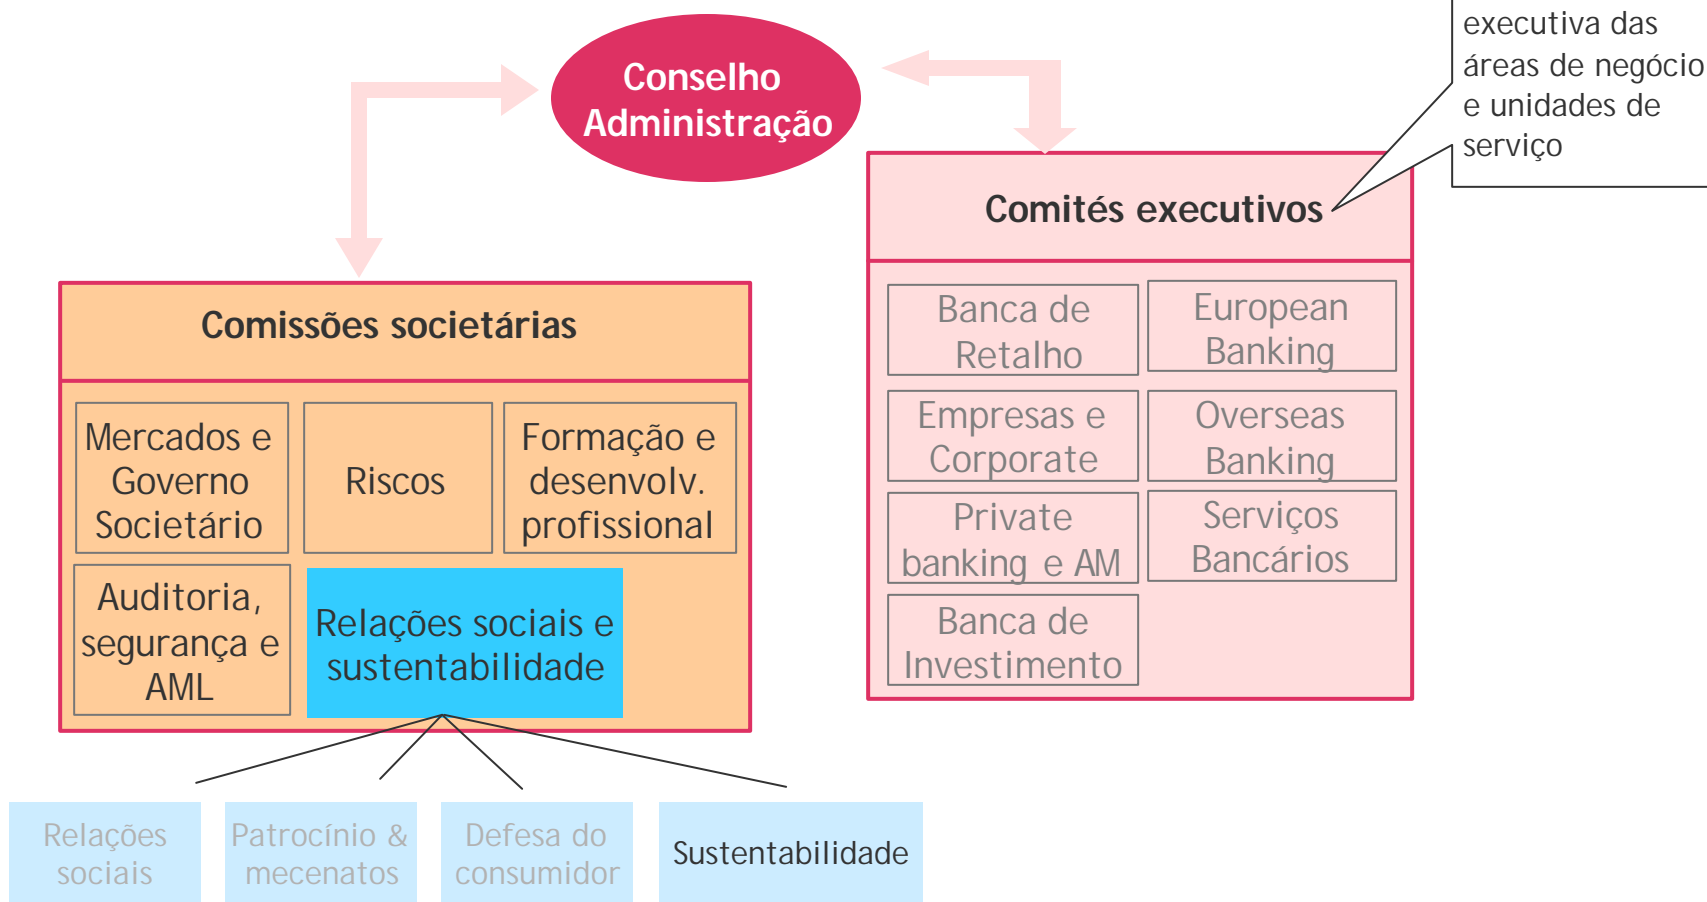 executiva das
áreas de negócio
e unidades de
serviço
Conselho
Administração
Comités executivos
Banca de
Retalho
European
Banking
Empresas e
Corporate
Overseas
Banking
Private
banking e AM
Serviços
Bancários
Banca de
Investimento
Comissões societárias
Mercados e
Governo
Societário
Riscos
Formação e
desenvolv.
profissional
Auditoria,
segurança e
AML
Relações sociais e
sustentabilidade
Relações
sociais
Patrocínio &
mecenatos
Defesa do
consumidor
Sustentabilidade